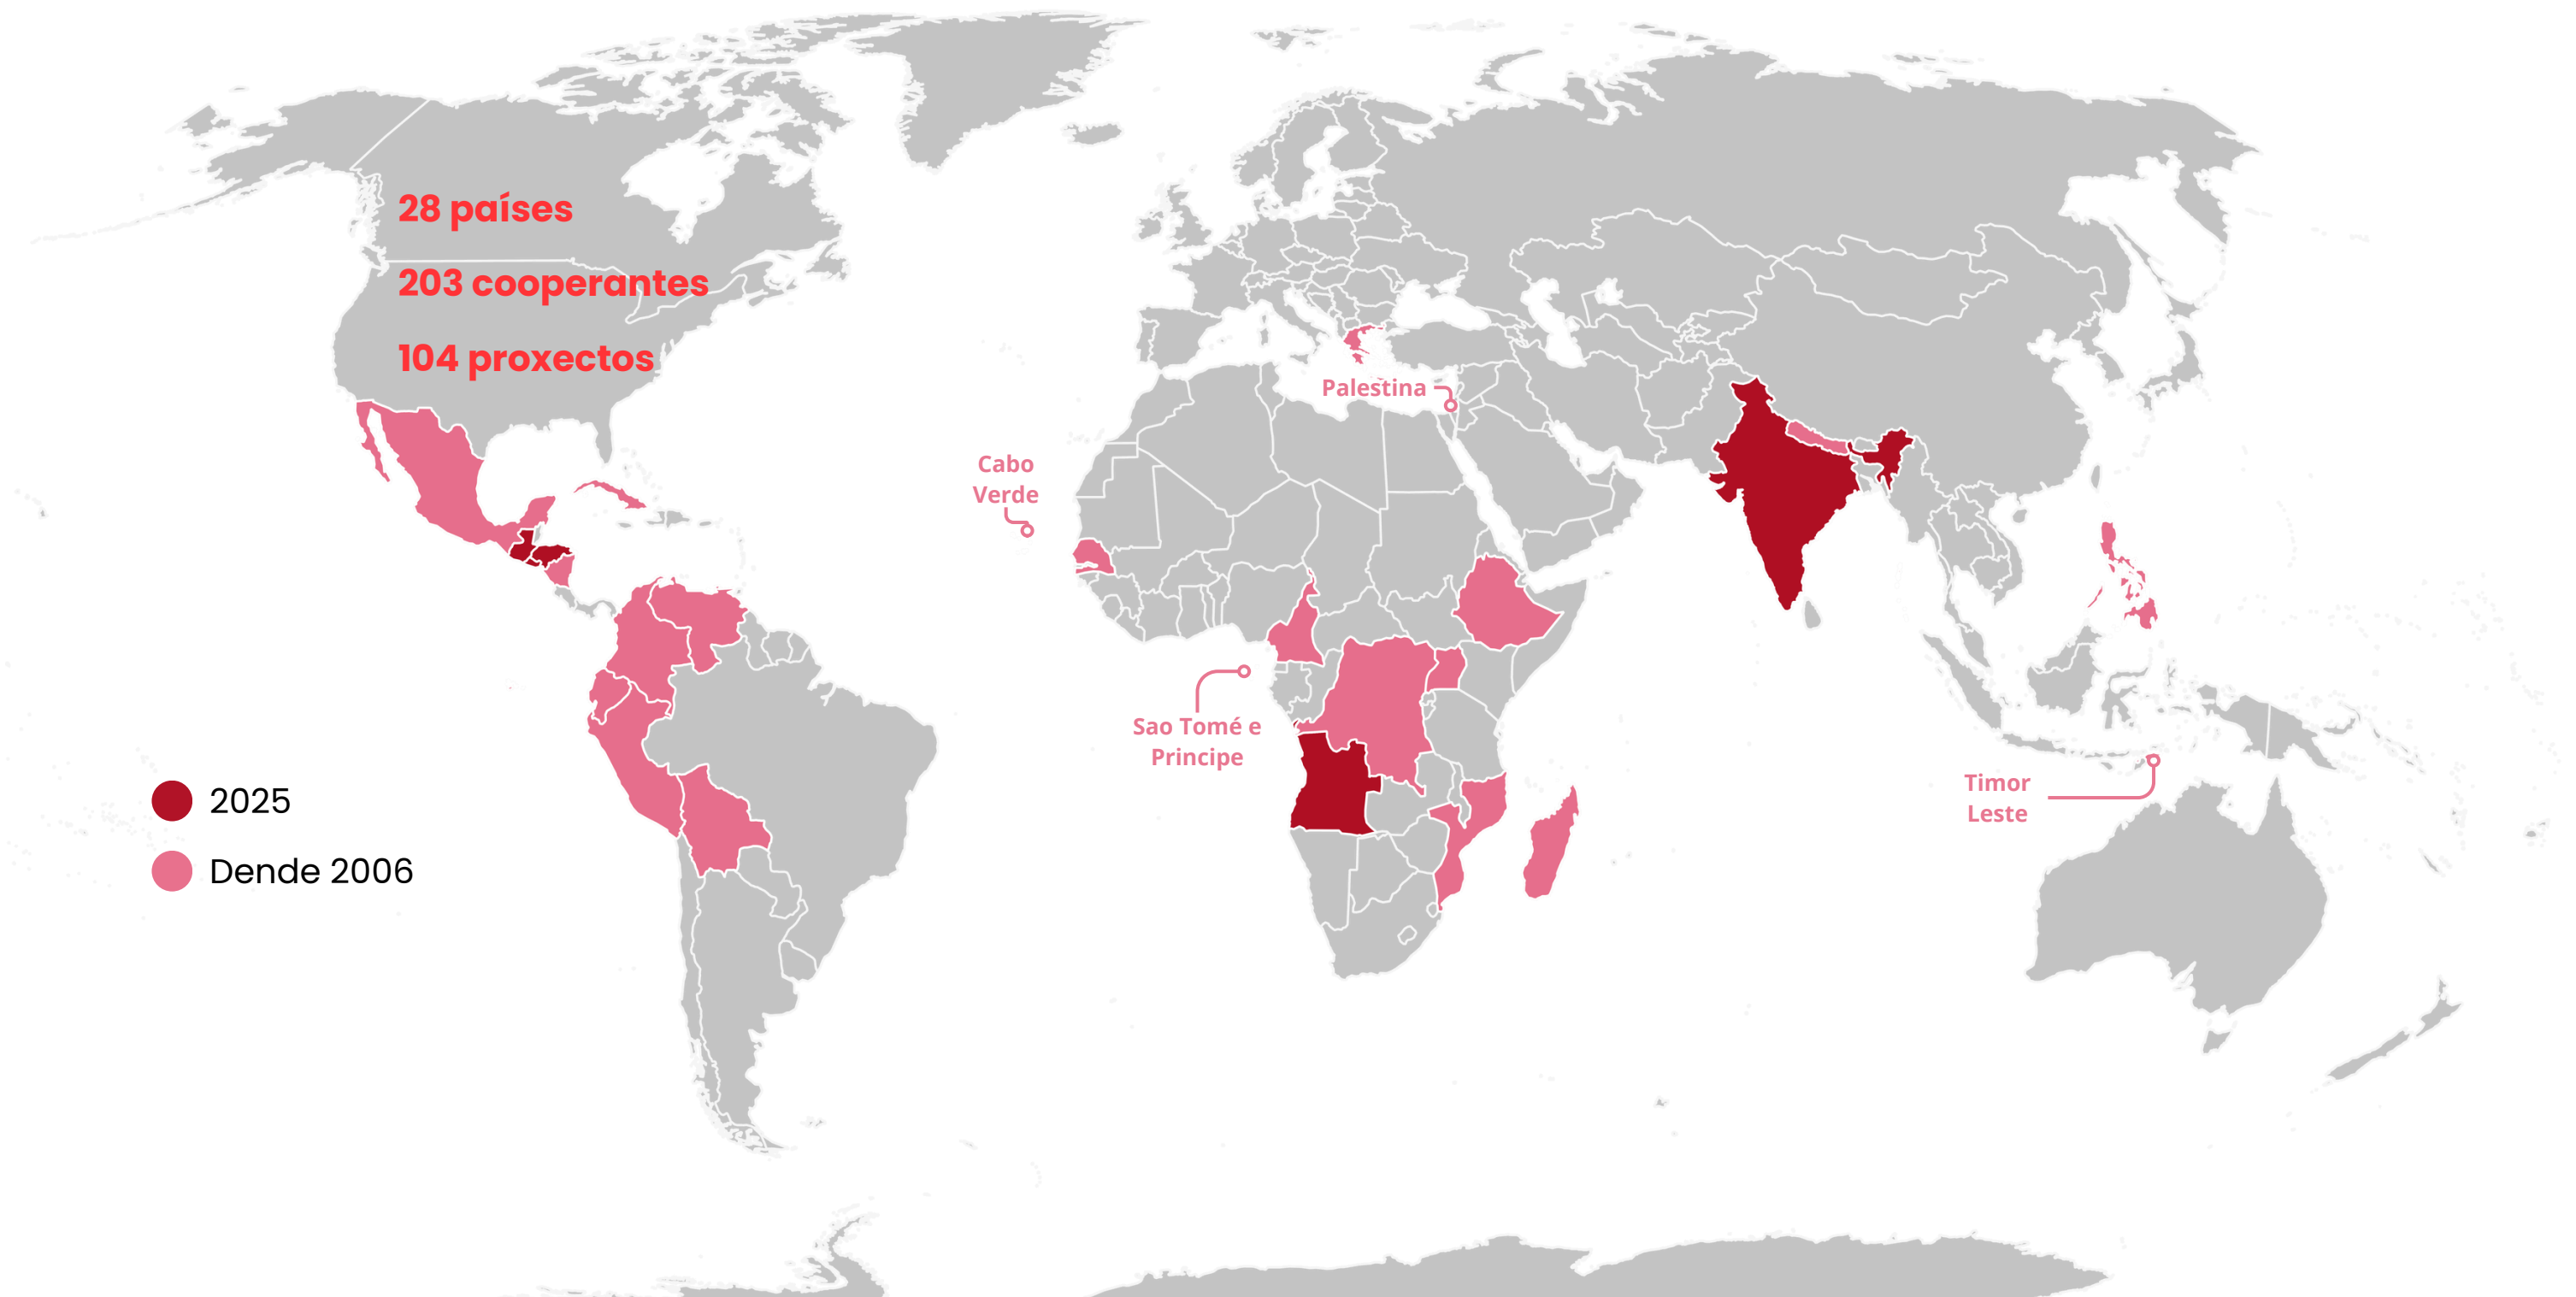 28 países
203 cooperantes
104 proxectos
Palestina
Cabo
Verde
Sao Tomé e
Principe
Timor
Leste
2025
Dende 2006